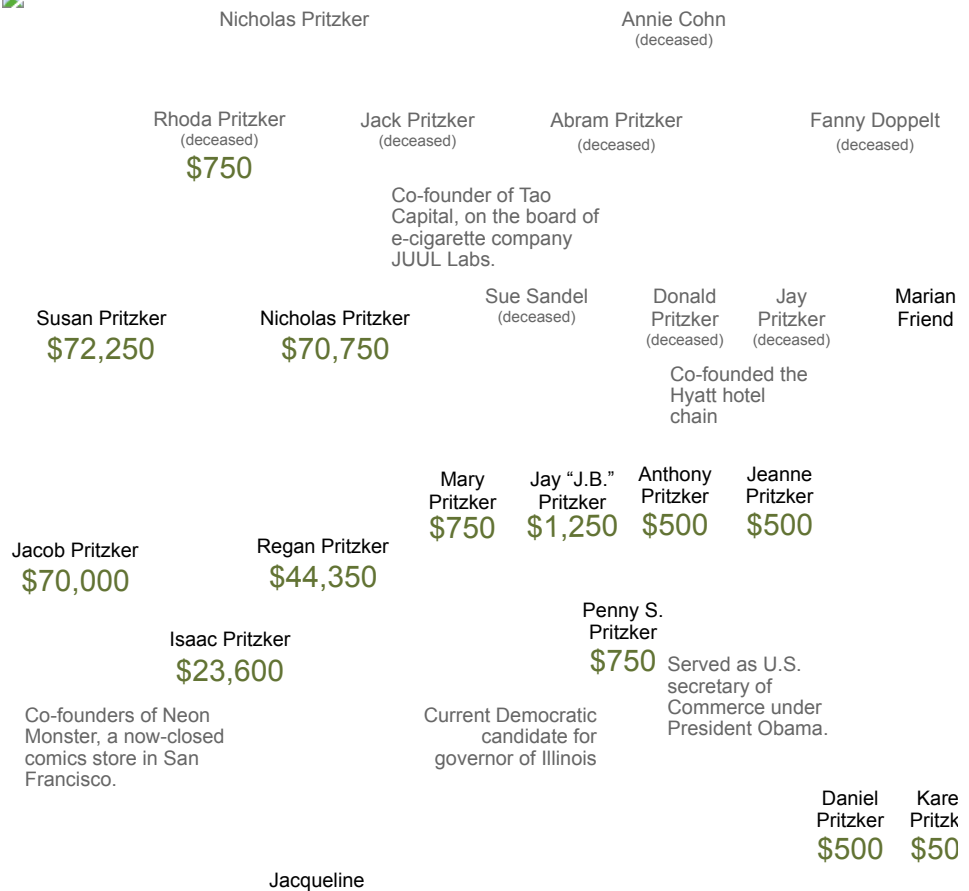 Nicholas Pritzker
Annie Cohn
(deceased)
Rhoda Pritzker
(deceased)
$750
Jack Pritzker
(deceased)
Abram Pritzker
(deceased)
Fanny Doppelt
(deceased)
Co-founder of Tao
Capital, on the board of
e-cigarette company
JUUL Labs.
Susan Pritzker
$72,250
Nicholas Pritzker
$70,750
Sue Sandel
(deceased)
Donald
Pritzker
(deceased)
Jay
Pritzker
(deceased)
Marian
Friend
Co-founded the
Hyatt hotel
chain
Mary
Pritzker
$750
Jay “J.B.”
Pritzker
$1,250
Anthony
Pritzker
$500
Jeanne
Pritzker
$500
Jacob Pritzker
$70,000
Regan Pritzker
$44,350
Isaac Pritzker
$23,600
Penny S.
Pritzker
$750
Served as U.S.
secretary of
Commerce under
President Obama.
Co-founders of Neon
Monster, a now-closed
comics store in San
Francisco.
Current Democratic
candidate for
governor of Illinois
Daniel
Pritzker
$500
Kare
Pritzk
$50
Jacqueline